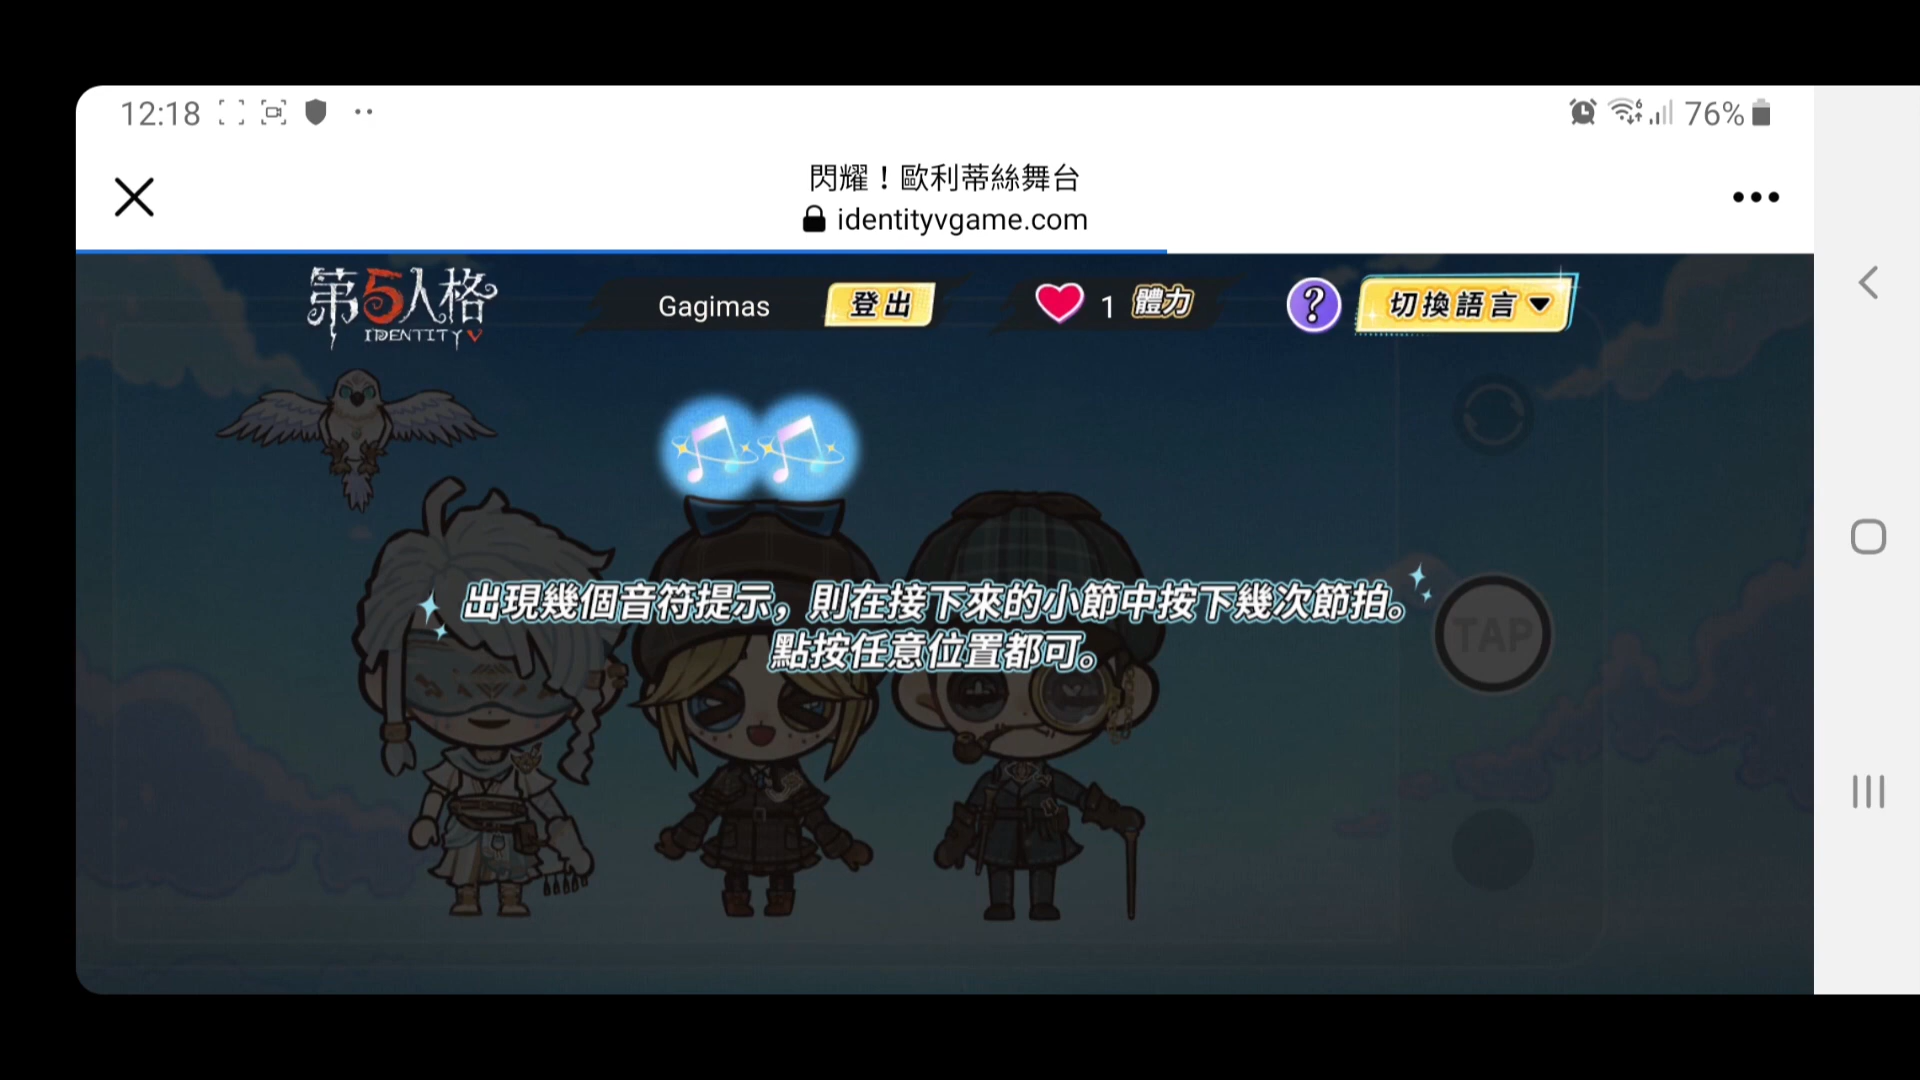 12:18
76%
閃耀！歐利蒂絲舞台
identityvgame.com
第5人格
IDENTITY V
Gagimas
登出
1 體力
?
切換語言
出現幾個音符提示，則在接下來的小節中按下幾次節拍。
點按任意位置都可。
TAP